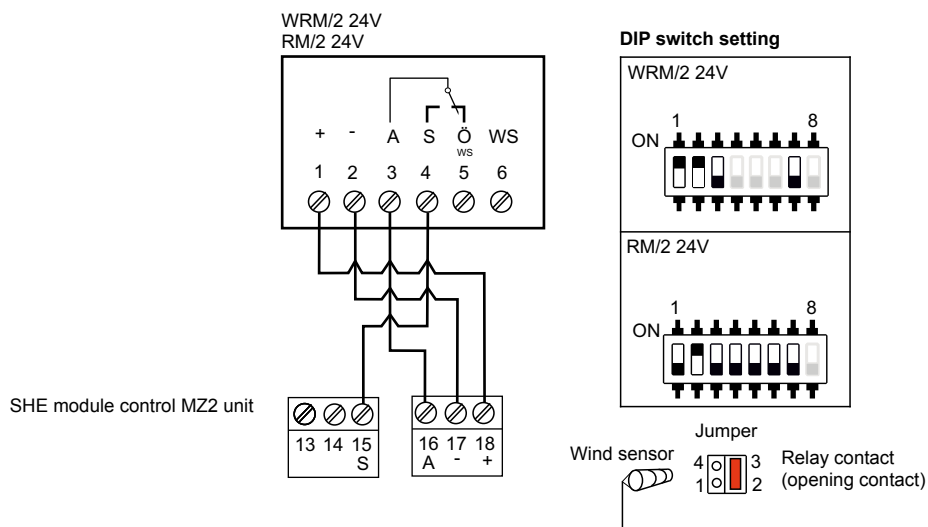 WRM/2 24V
RM/2 24V
+ - A S Ö WS
WS
1 2 3 4 5 6
SHE module control MZ2 unit
13 14 15
S
16 17 18
A - +
DIP switch setting
WRM/2 24V
1 8
ON
RM/2 24V
1 8
ON
Jumper
Wind sensor
4 3
1 2
Relay contact
(opening contact)